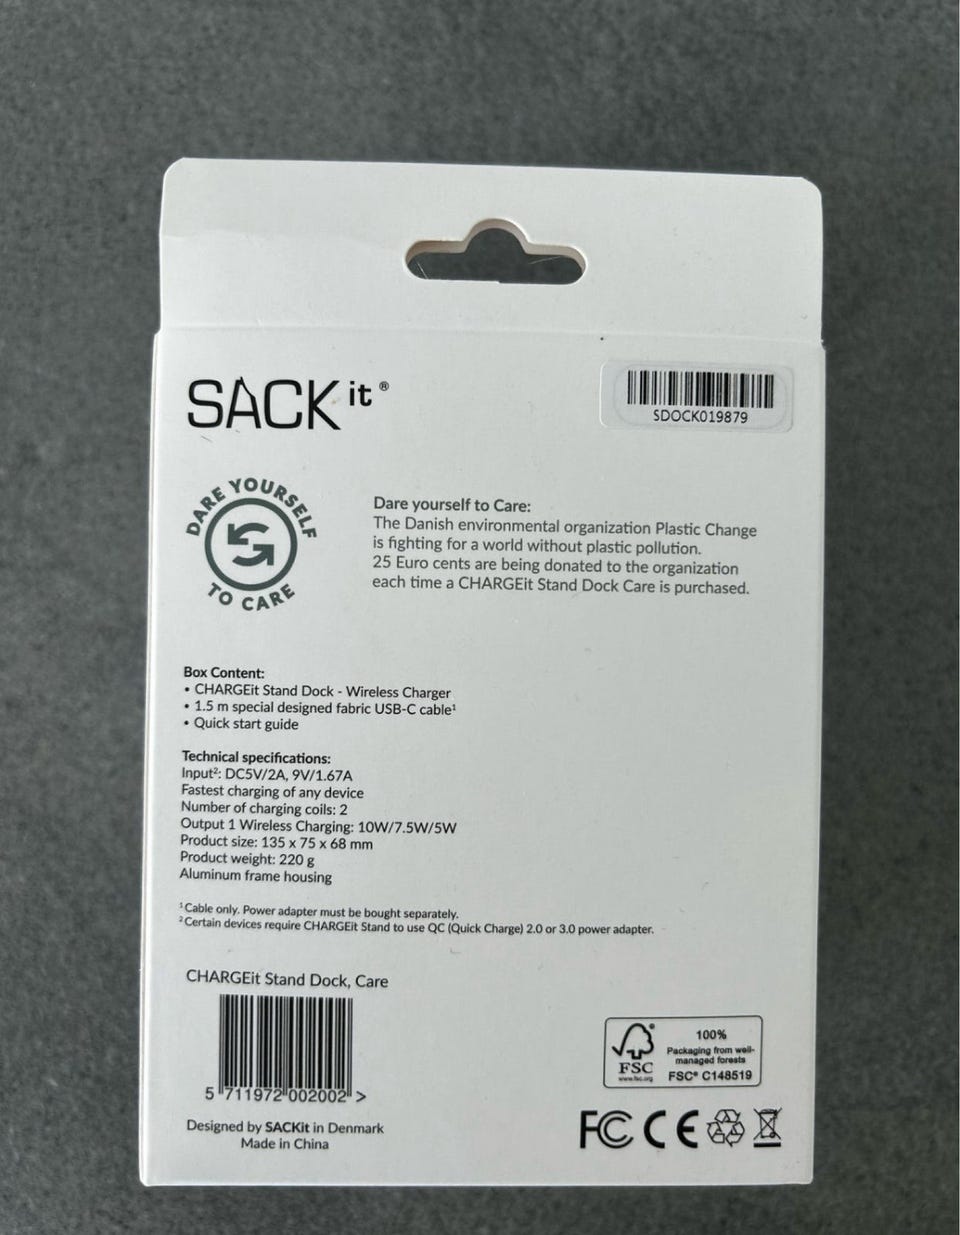 SACKit®
SDOCK019879
DARE YOURSELF
TO CARE
Dare yourself to Care:
The Danish environmental organization Plastic Change
is fighting for a world without plastic pollution.
25 Euro cents are being donated to the organization
each time a CHARGEit Stand Dock Care is purchased.
Box Content:
• CHARGEit Stand Dock - Wireless Charger
• 1.5 m special designed fabric USB-C cable¹
• Quick start guide
Technical specifications:
Input²: DC5V/2A, 9V/1.67A
Fastest charging of any device
Number of charging coils: 2
Output 1 Wireless Charging: 10W/7.5W/5W
Product size: 135 x 75 x 68 mm
Product weight: 220 g
Aluminum frame housing
¹Cable only. Power adapter must be bought separately.
²Certain devices require CHARGEit Stand to use QC (Quick Charge) 2.0 or 3.0 power adapter.
CHARGEit Stand Dock, Care
5 711972 002002 >
Designed by SACKit in Denmark
Made in China
FSC
www.fsc.org
100%
Packaging from well-
managed forests
FSC® C148519
FC CE